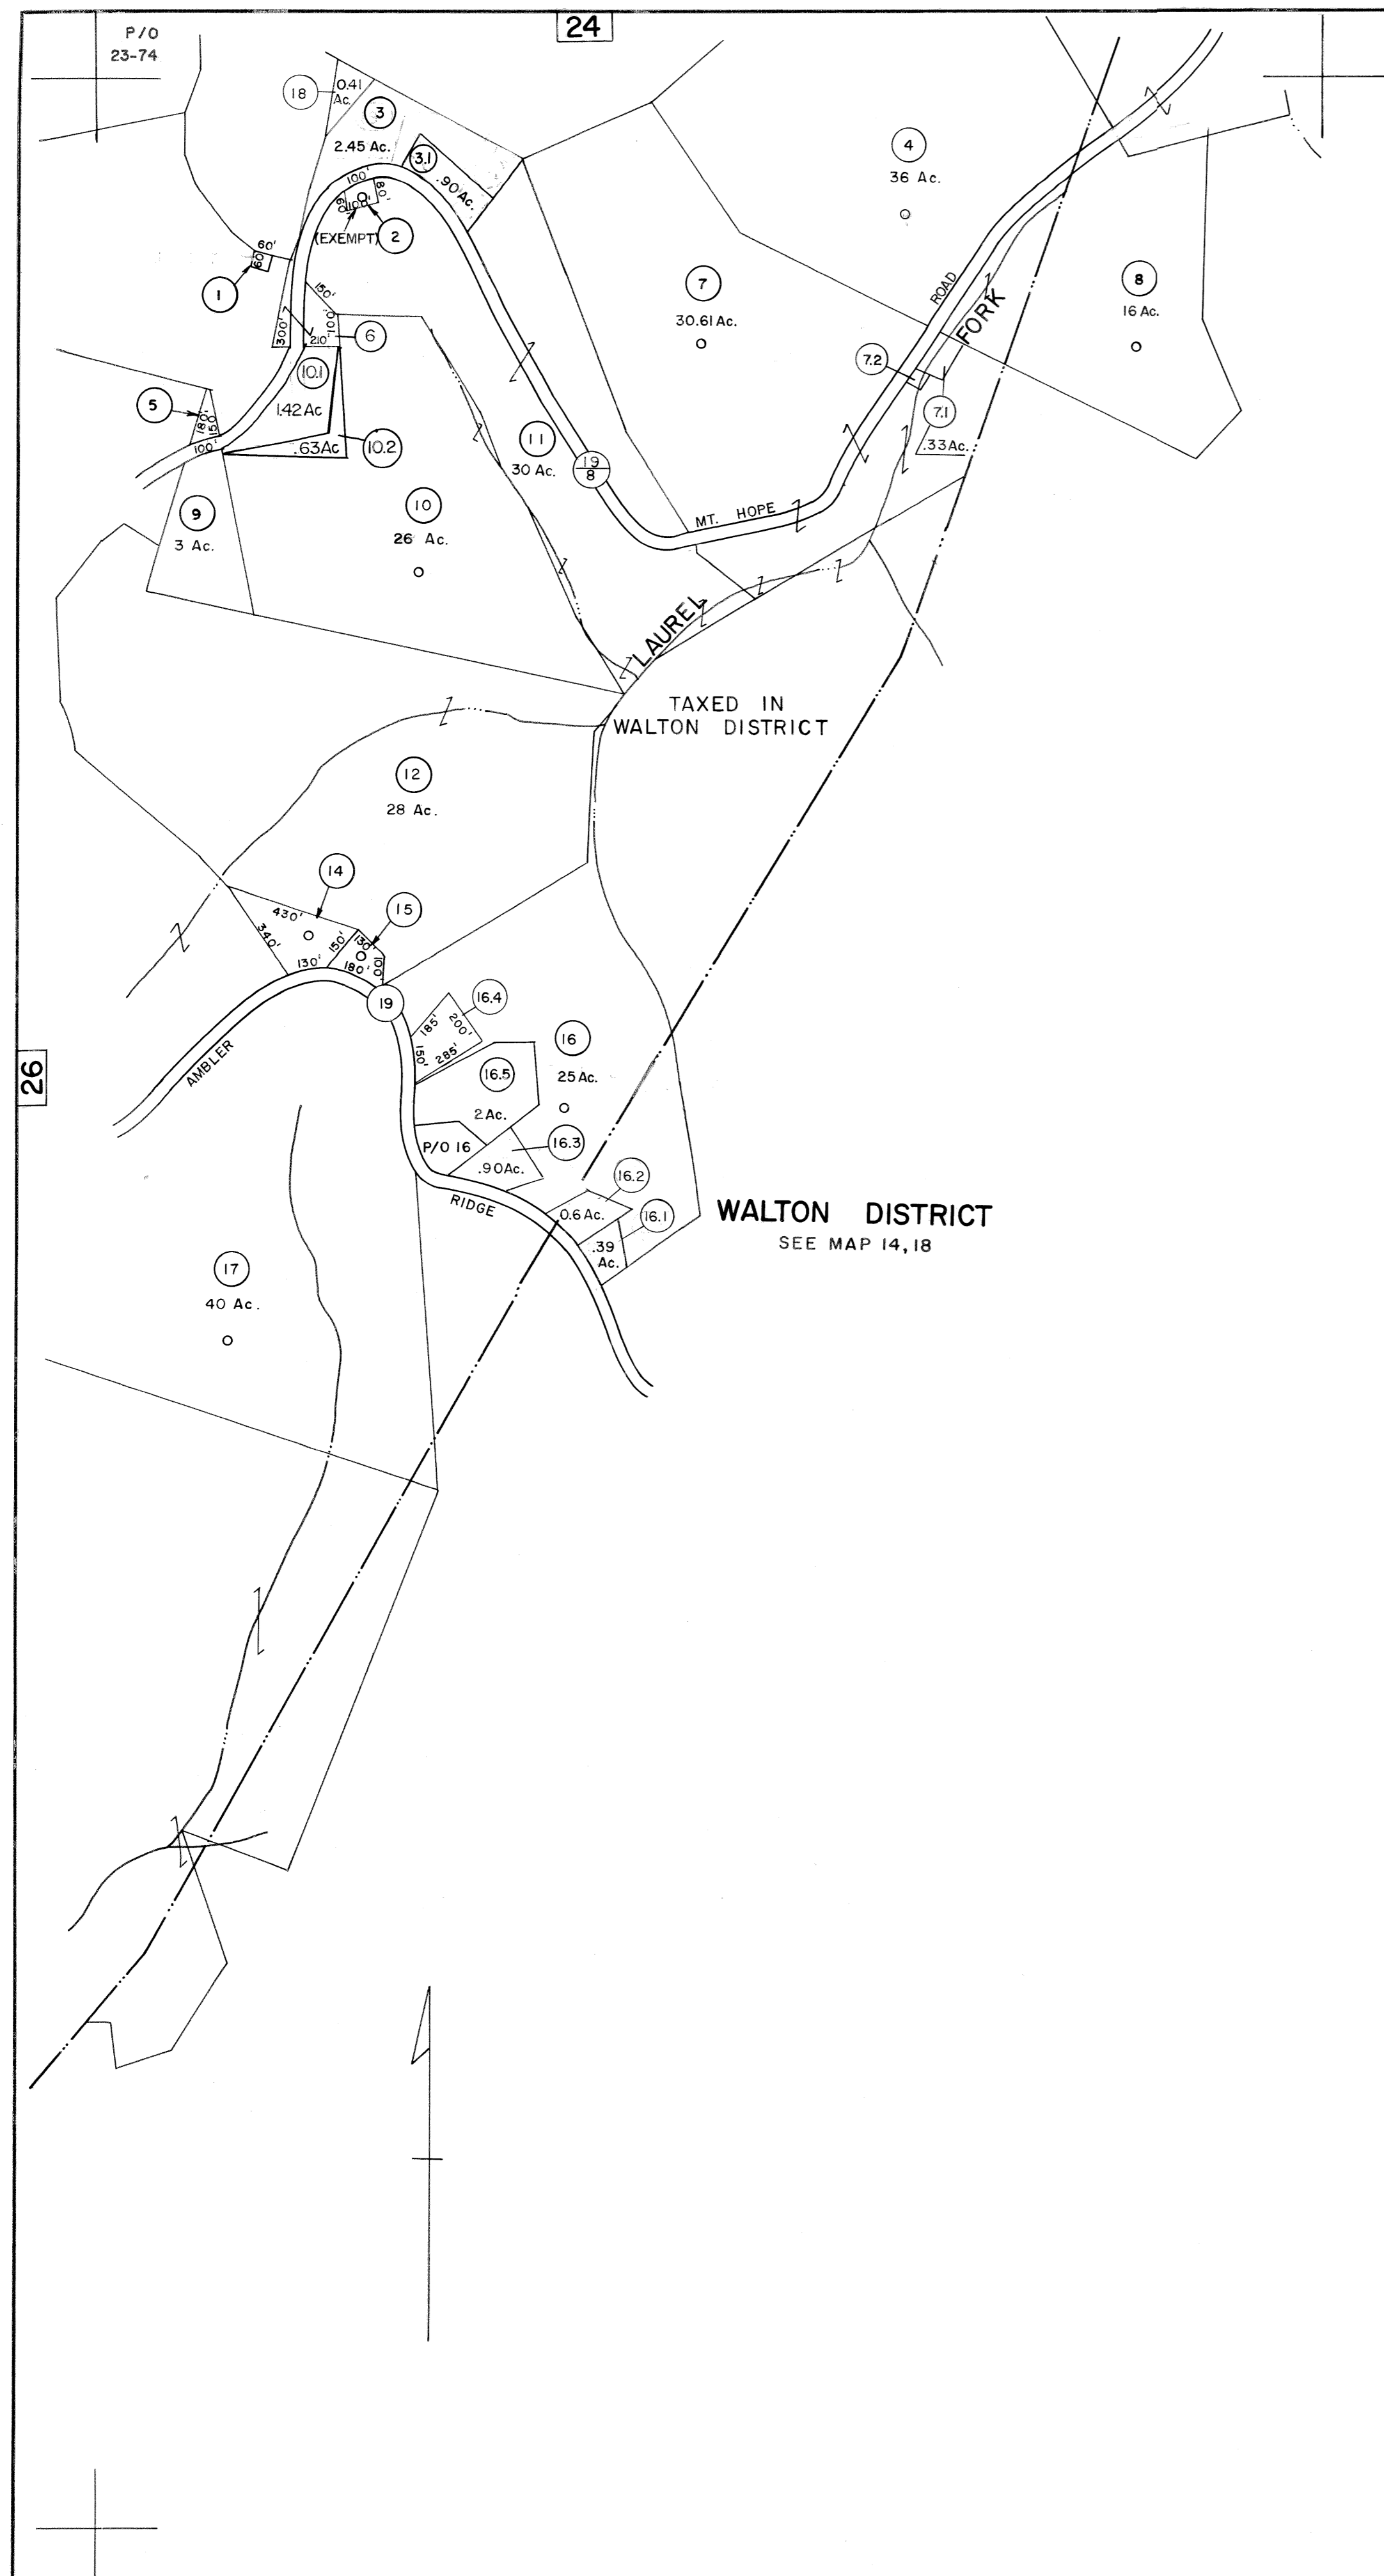 24
P/O
23-74
18
0.41
Ac.
3
2.45 Ac.
3.1
.90 Ac.
100'
80'
60'
100'
(EXEMPT)
2
60'
60'
1
4
36 Ac.
ROAD
FORK
8
16 Ac.
7
30.61 Ac.
7.2
7.1
.33 Ac.
150'
100'
300'
210'
6
10.1
1.42 Ac
5
180'
150'
100'
.63 Ac
10.2
11
30 Ac.
19
8
MT. HOPE
9
3 Ac.
10
26 Ac.
LAUREL
TAXED IN
WALTON DISTRICT
12
28 Ac.
14
430'
340'
130'
15
150'
130'
180'
100'
19
AMBLER
26
16.4
185'
200'
150'
285'
16
25 Ac.
16.5
2 Ac.
P/O 16
16.3
.90 Ac.
RIDGE
16.2
0.6 Ac.
16.1
.39
Ac.
WALTON DISTRICT
SEE MAP 14, 18
17
40 Ac.